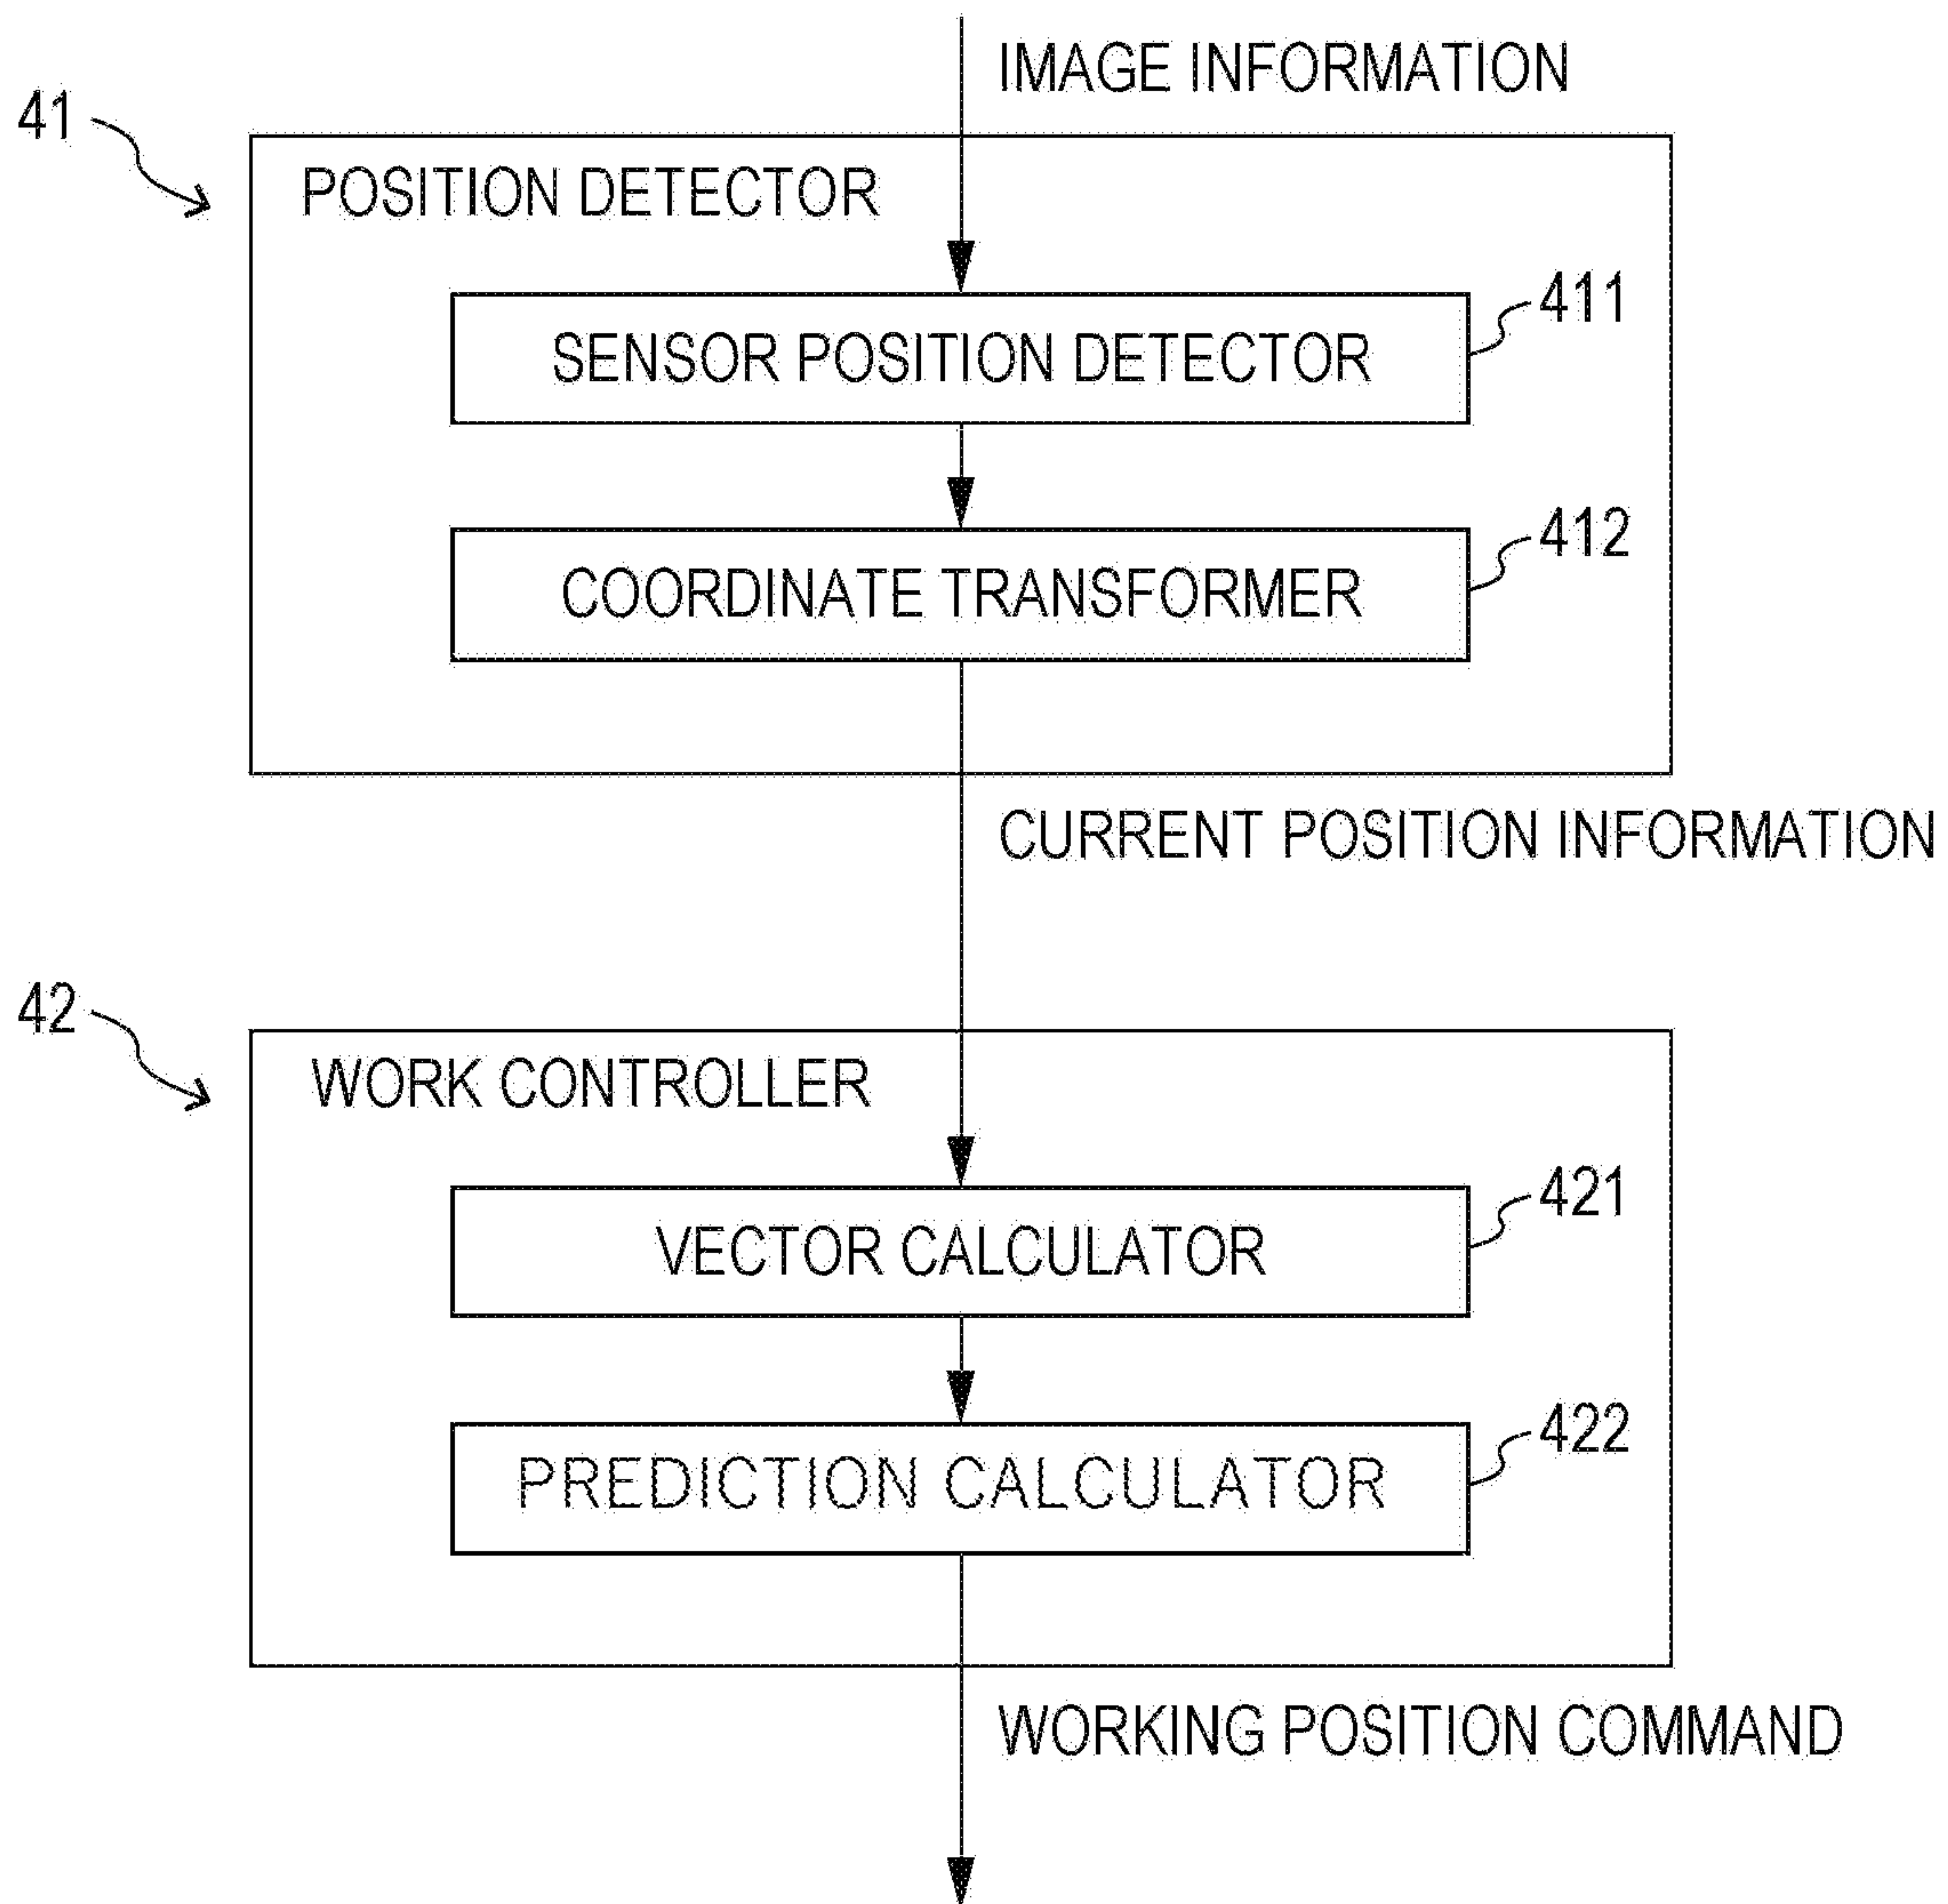 IMAGE INFORMATION
41
POSITION DETECTOR
411
SENSOR POSITION DETECTOR
412
COORDINATE TRANSFORMER
CURRENT POSITION INFORMATION
42
WORK CONTROLLER
421
VECTOR CALCULATOR
422
PREDICTION CALCULATOR
WORKING POSITION COMMAND